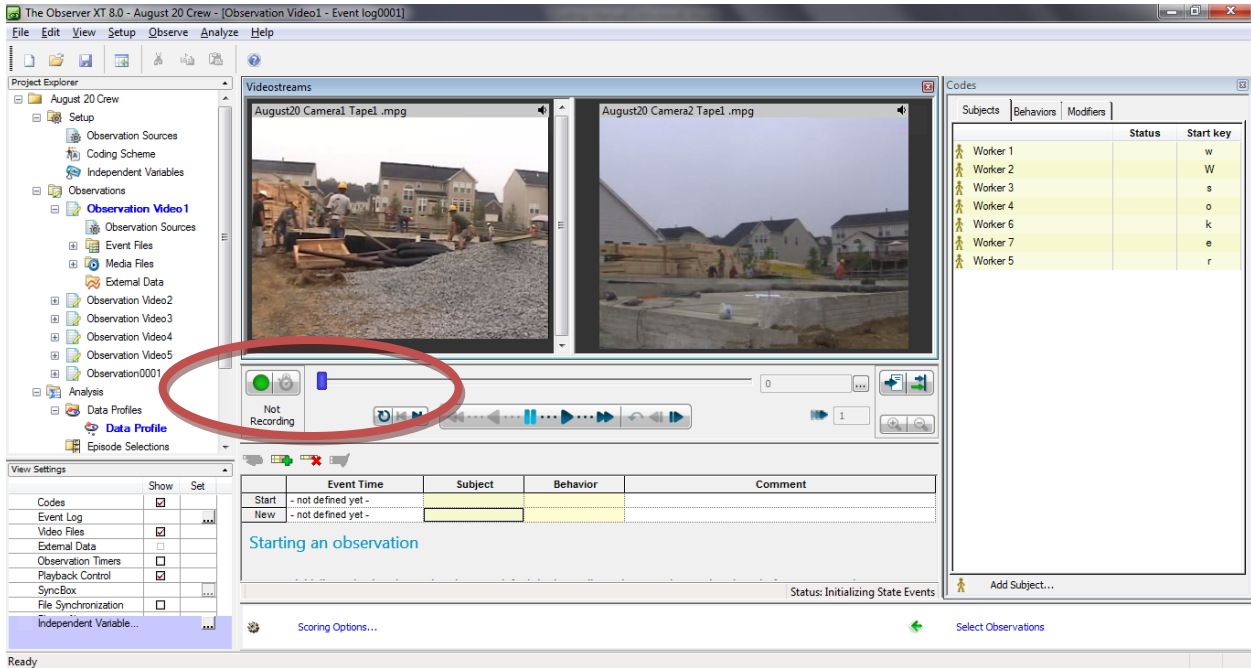 The Observer XT 8.0 - August 20 Crew - [Observation Video1 - Event log0001]
File Edit View Setup Observe Analyze Help
Project Explorer
August 20 Crew
Setup
Observation Sources
Coding Scheme
Independent Variables
Observations
Observation Video1
Observation Sources
Event Files
Media Files
External Data
Observation Video2
Observation Video3
Observation Video4
Observation Video5
Observation0001
Analysis
Data Profiles
Data Profile
Episode Selections
View Settings
Show Set
Codes
Event Log
...
Video Files
External Data
Observation Timers
Playback Control
SyncBox
...
File Synchronization
Independent Variable...
...
Videostreams
August20 Camera1 Tape1 .mpg
August20 Camera2 Tape1 .mpg
0
...
Not
Recording
1
Event Time Subject Behavior Comment
Start - not defined yet -
New - not defined yet -
Starting an observation
Status: Initializing State Events
Scoring Options...
Select Observations
Codes
Subjects Behaviors Modifiers
Status Start key
Worker 1 w
Worker 2 W
Worker 3 s
Worker 4 o
Worker 6 k
Worker 7 e
Worker 5 r
Add Subject...
Ready